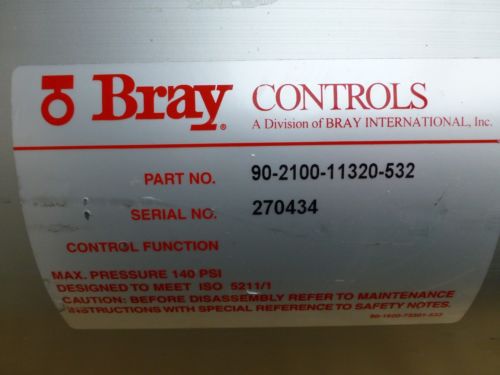 Bray CONTROLS
A Division of BRAY INTERNATIONAL, Inc.
PART NO. 90-2100-11320-532
SERIAL NO. 270434
CONTROL FUNCTION
MAX. PRESSURE 140 PSI
DESIGNED TO MEET ISO 5211/1
CAUTION: BEFORE DISASSEMBLY REFER TO MAINTENANCE
INSTRUCTIONS WITH SPECIAL REFERENCE TO SAFETY NOTES.